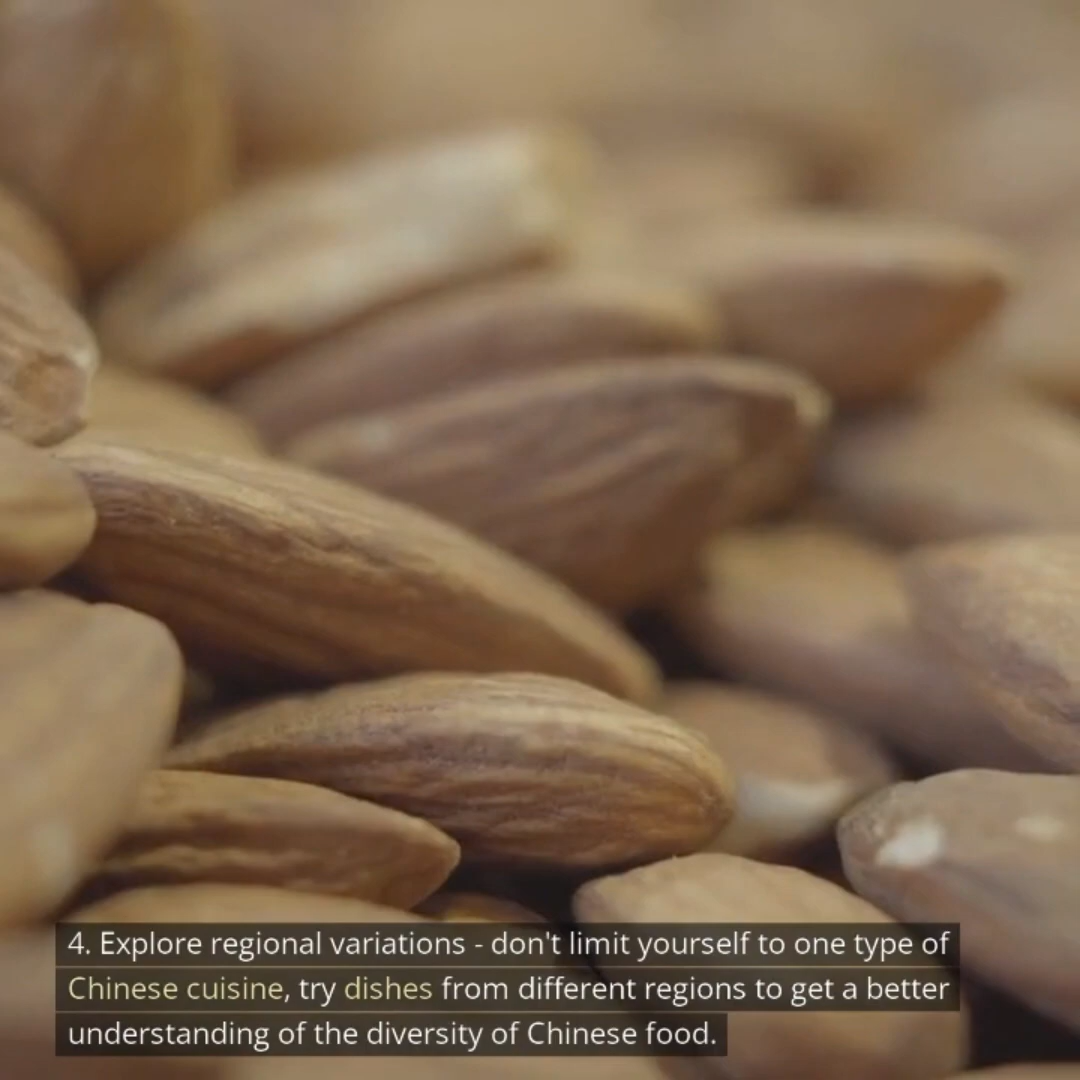 4. Explore regional variations - don't limit yourself to one type of
Chinese cuisine, try dishes from different regions to get a better
understanding of the diversity of Chinese food.